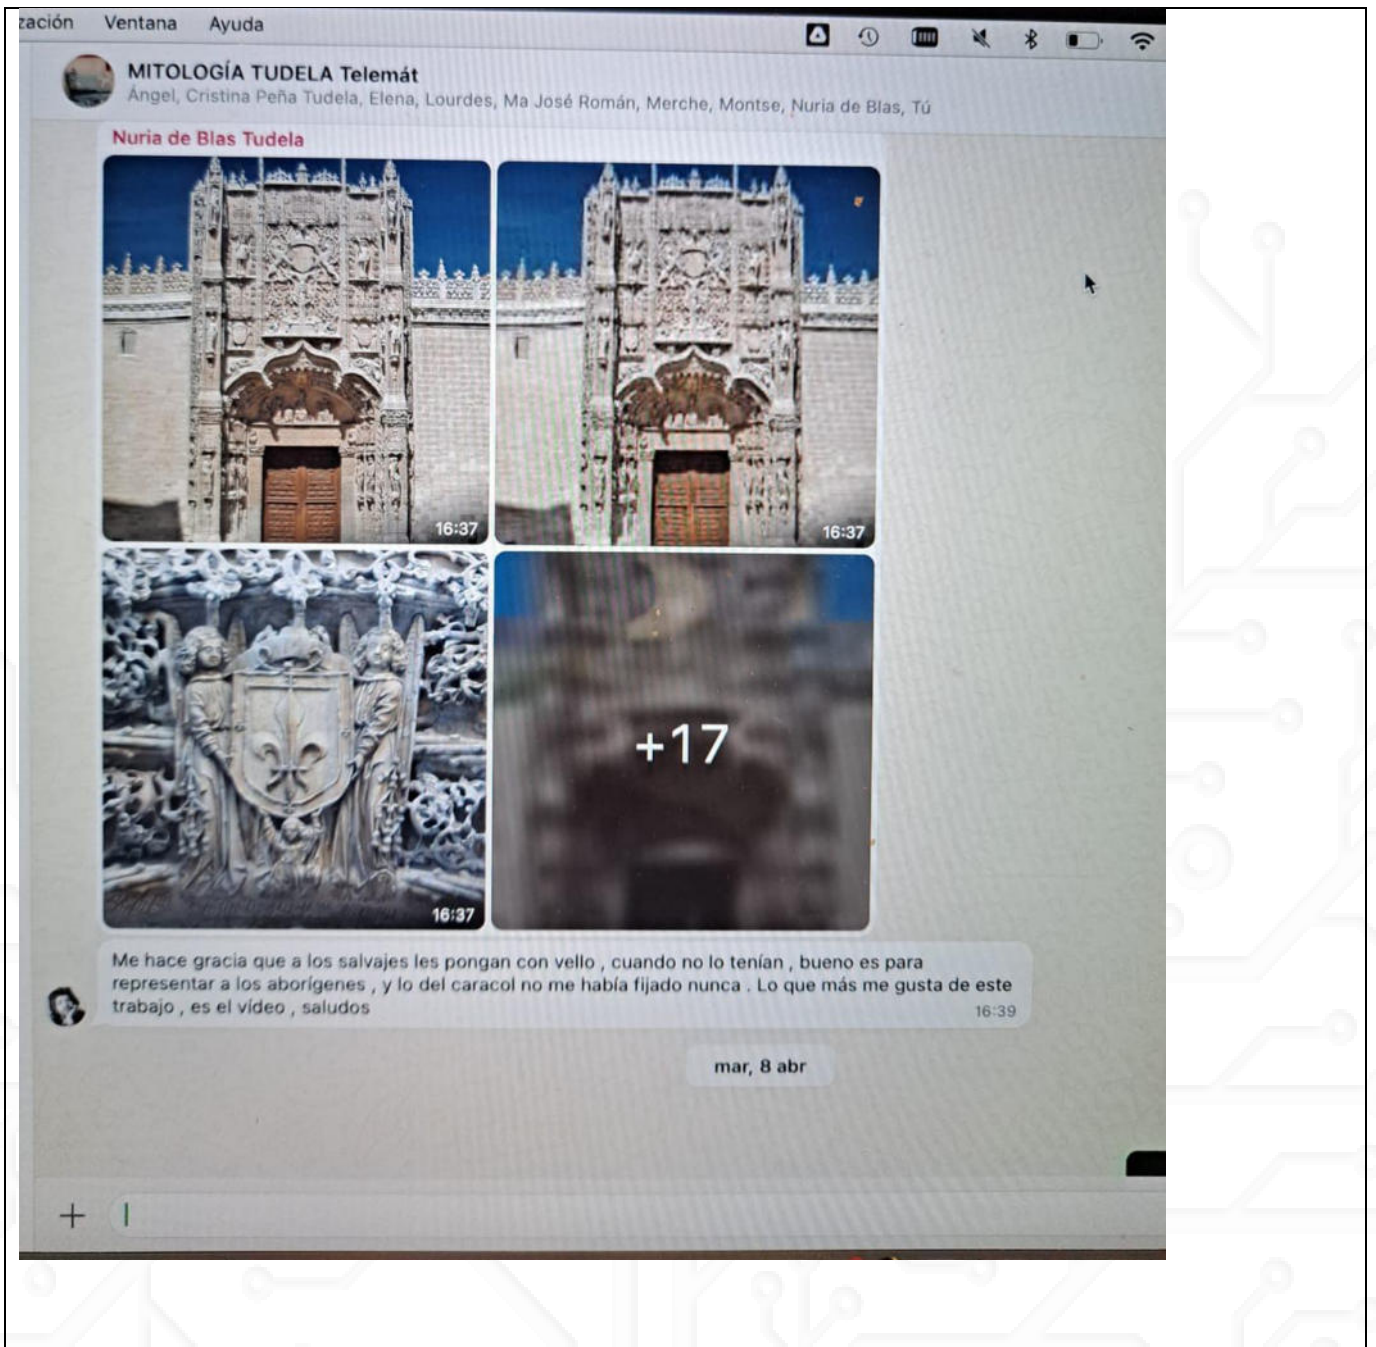 zación Ventana Ayuda
MITOLOGÍA TUDELA Telemát
Ángel, Cristina Peña Tudela, Elena, Lourdes, Ma José Román, Merche, Montse, Nuria de Blas, Tú
Nuria de Blas Tudela
16:37
16:37
16:37
+17
Me hace gracia que a los salvajes les pongan con vello , cuando no lo tenían , bueno es para
representar a los aborígenes , y lo del caracol no me había fijado nunca . Lo que más me gusta de este
trabajo , es el vídeo , saludos
16:39
mar, 8 abr